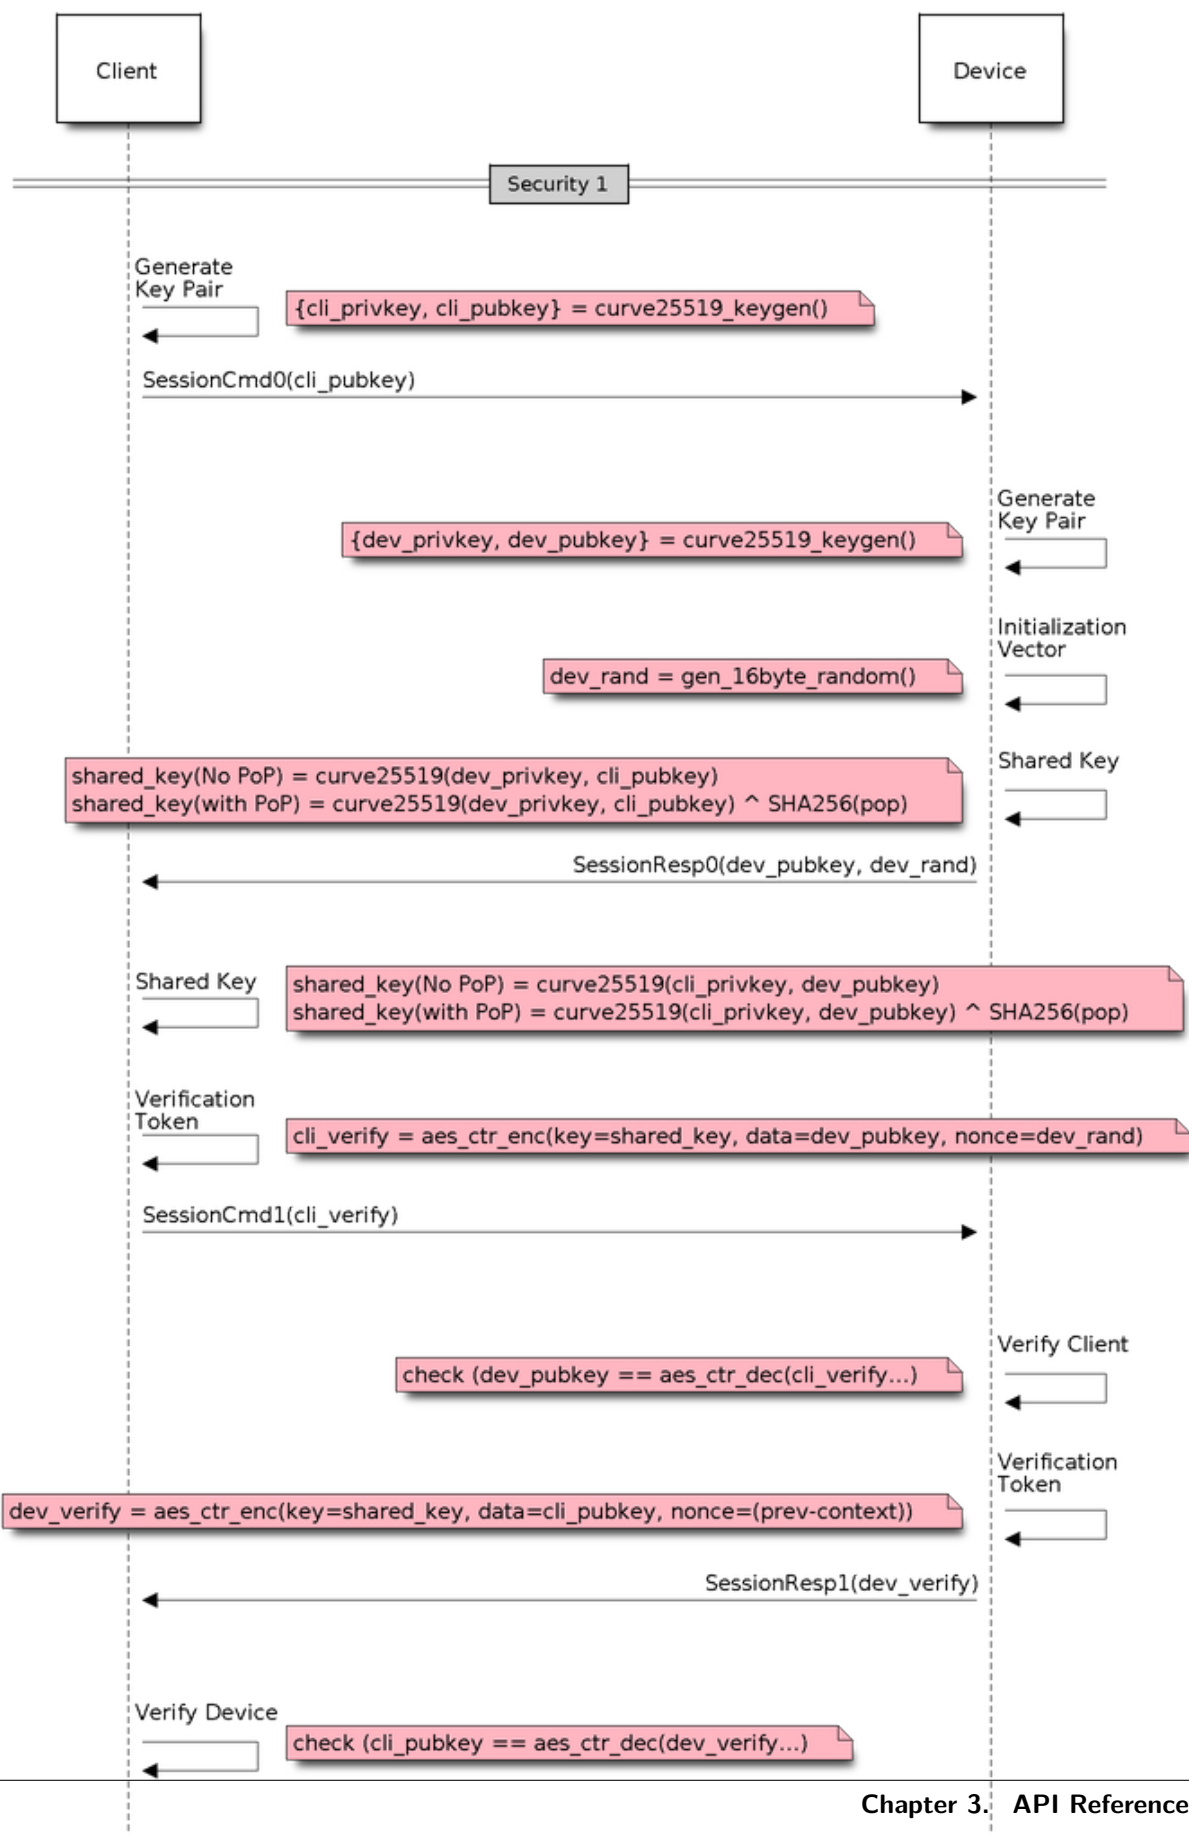 Client
Device
Security 1
Generate
Key Pair
{cli_privkey, cli_pubkey} = curve25519_keygen()
SessionCmd0(cli_pubkey)
Generate
Key Pair
{dev_privkey, dev_pubkey} = curve25519_keygen()
Initialization
Vector
dev_rand = gen_16byte_random()
Shared Key
shared_key(No PoP) = curve25519(dev_privkey, cli_pubkey)
shared_key(with PoP) = curve25519(dev_privkey, cli_pubkey) ^ SHA256(pop)
SessionResp0(dev_pubkey, dev_rand)
Shared Key
shared_key(No PoP) = curve25519(cli_privkey, dev_pubkey)
shared_key(with PoP) = curve25519(cli_privkey, dev_pubkey) ^ SHA256(pop)
Verification
Token
cli_verify = aes_ctr_enc(key=shared_key, data=dev_pubkey, nonce=dev_rand)
SessionCmd1(cli_verify)
Verify Client
check (dev_pubkey == aes_ctr_dec(cli_verify...)
Verification
Token
dev_verify = aes_ctr_enc(key=shared_key, data=cli_pubkey, nonce=(prev-context))
SessionResp1(dev_verify)
Verify Device
check (cli_pubkey == aes_ctr_dec(dev_verify...)
Chapter 3. API Reference